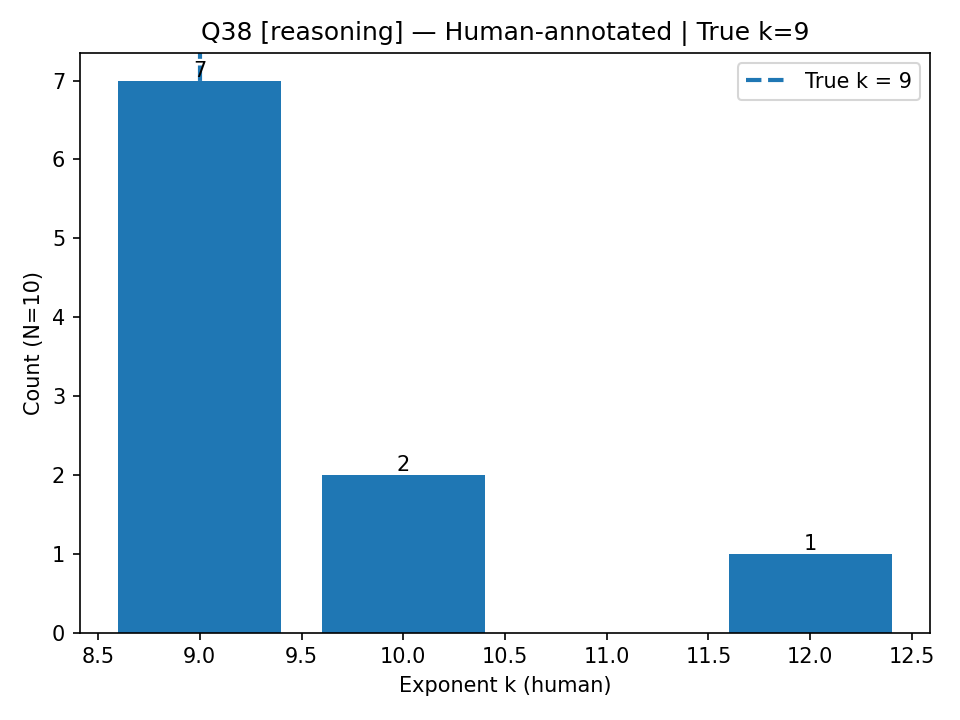 Q38 [reasoning] — Human-annotated | True k=9
True k = 9
7
2
1
Count (N=10)
7
6
5
4
3
2
1
0
8.5 9.0 9.5 10.0 10.5 11.0 11.5 12.0 12.5
Exponent k (human)